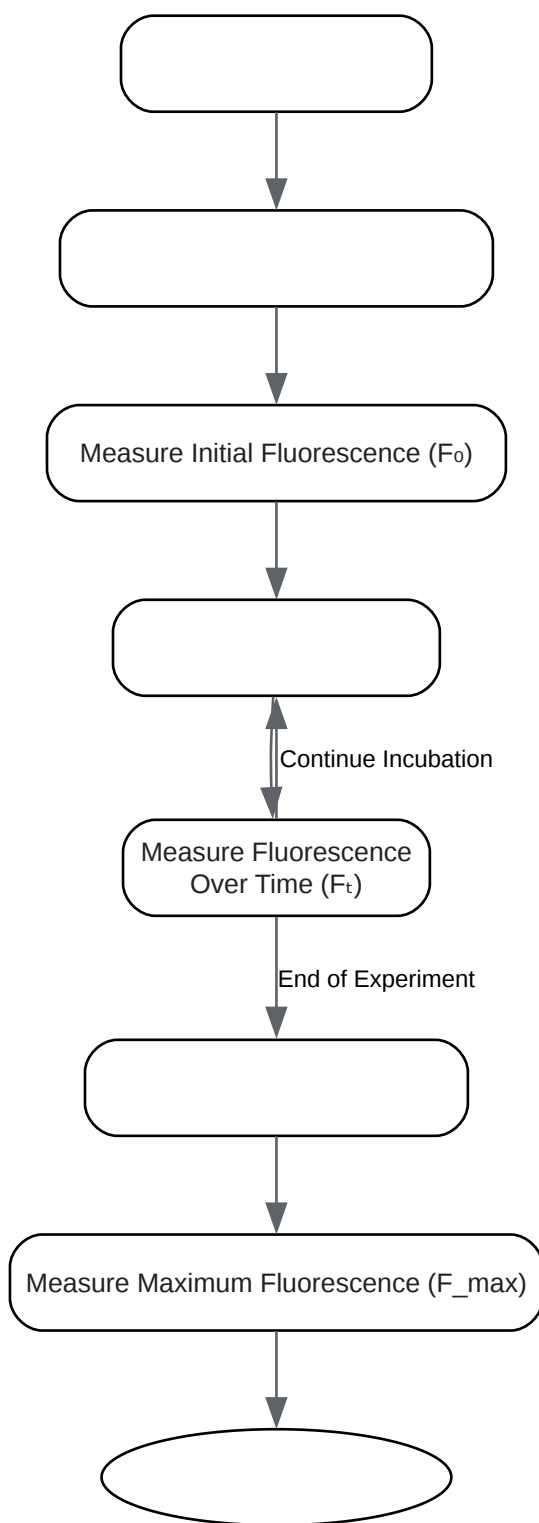 Measure Initial Fluorescence (F₀)
Continue Incubation
Measure Fluorescence
Over Time (Fₜ)
End of Experiment
Measure Maximum Fluorescence (F_max)